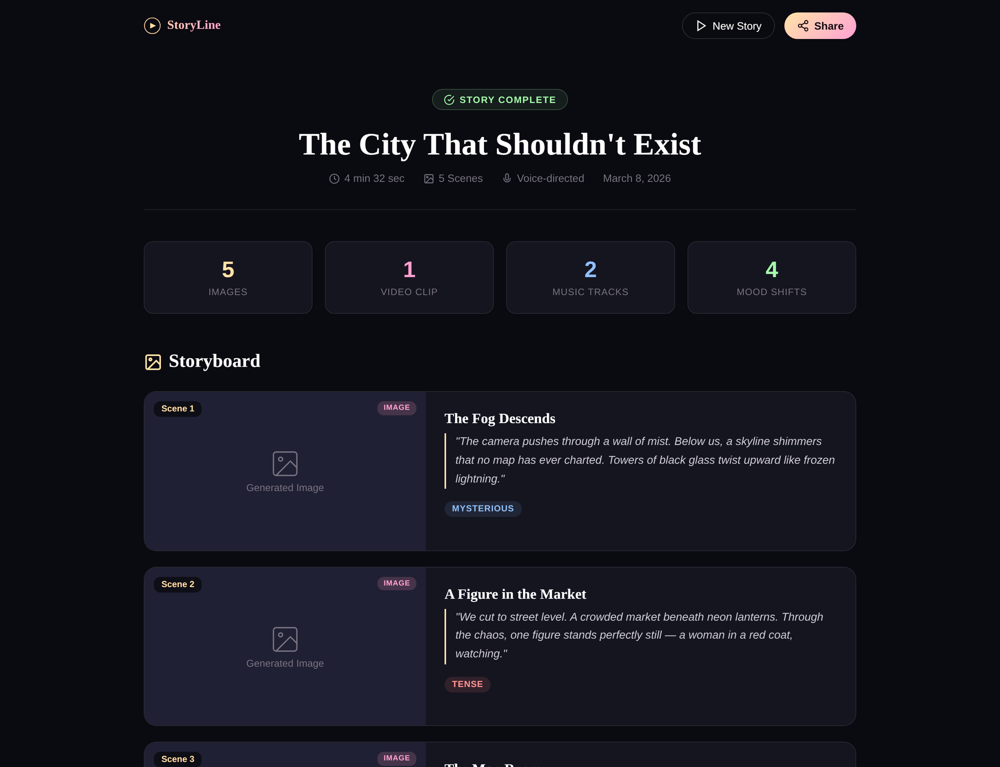 StoryLine
New Story
Share
STORY COMPLETE
The City That Shouldn't Exist
4 min 32 sec
5 Scenes
Voice-directed
March 8, 2026
5
IMAGES
1
VIDEO CLIP
2
MUSIC TRACKS
4
MOOD SHIFTS
Storyboard
Scene 1
IMAGE
Generated Image
The Fog Descends
"The camera pushes through a wall of mist. Below us, a skyline shimmers
that no map has ever charted. Towers of black glass twist upward like frozen
lightning."
MYSTERIOUS
Scene 2
IMAGE
Generated Image
A Figure in the Market
"We cut to street level. A crowded market beneath neon lanterns. Through
the chaos, one figure stands perfectly still — a woman in a red coat,
watching."
TENSE
Scene 3
IMAGE
The